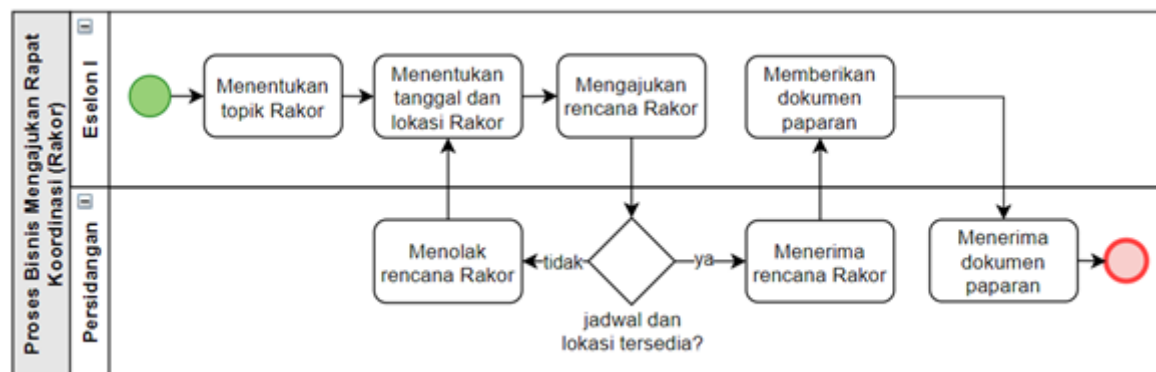 Proses Bisnis Mengajukan Rapat
Koordinasi (Rakor)
Eselon I
Menentukan
topik Rakor
Menentukan
tanggal dan
lokasi Rakor
Mengajukan
rencana Rakor
Memberikan
dokumen
paparan
Persidangan
Menolak
rencana Rakor
tidak
jadwal dan
lokasi tersedia?
ya
Menerima
rencana Rakor
Menerima
dokumen
paparan